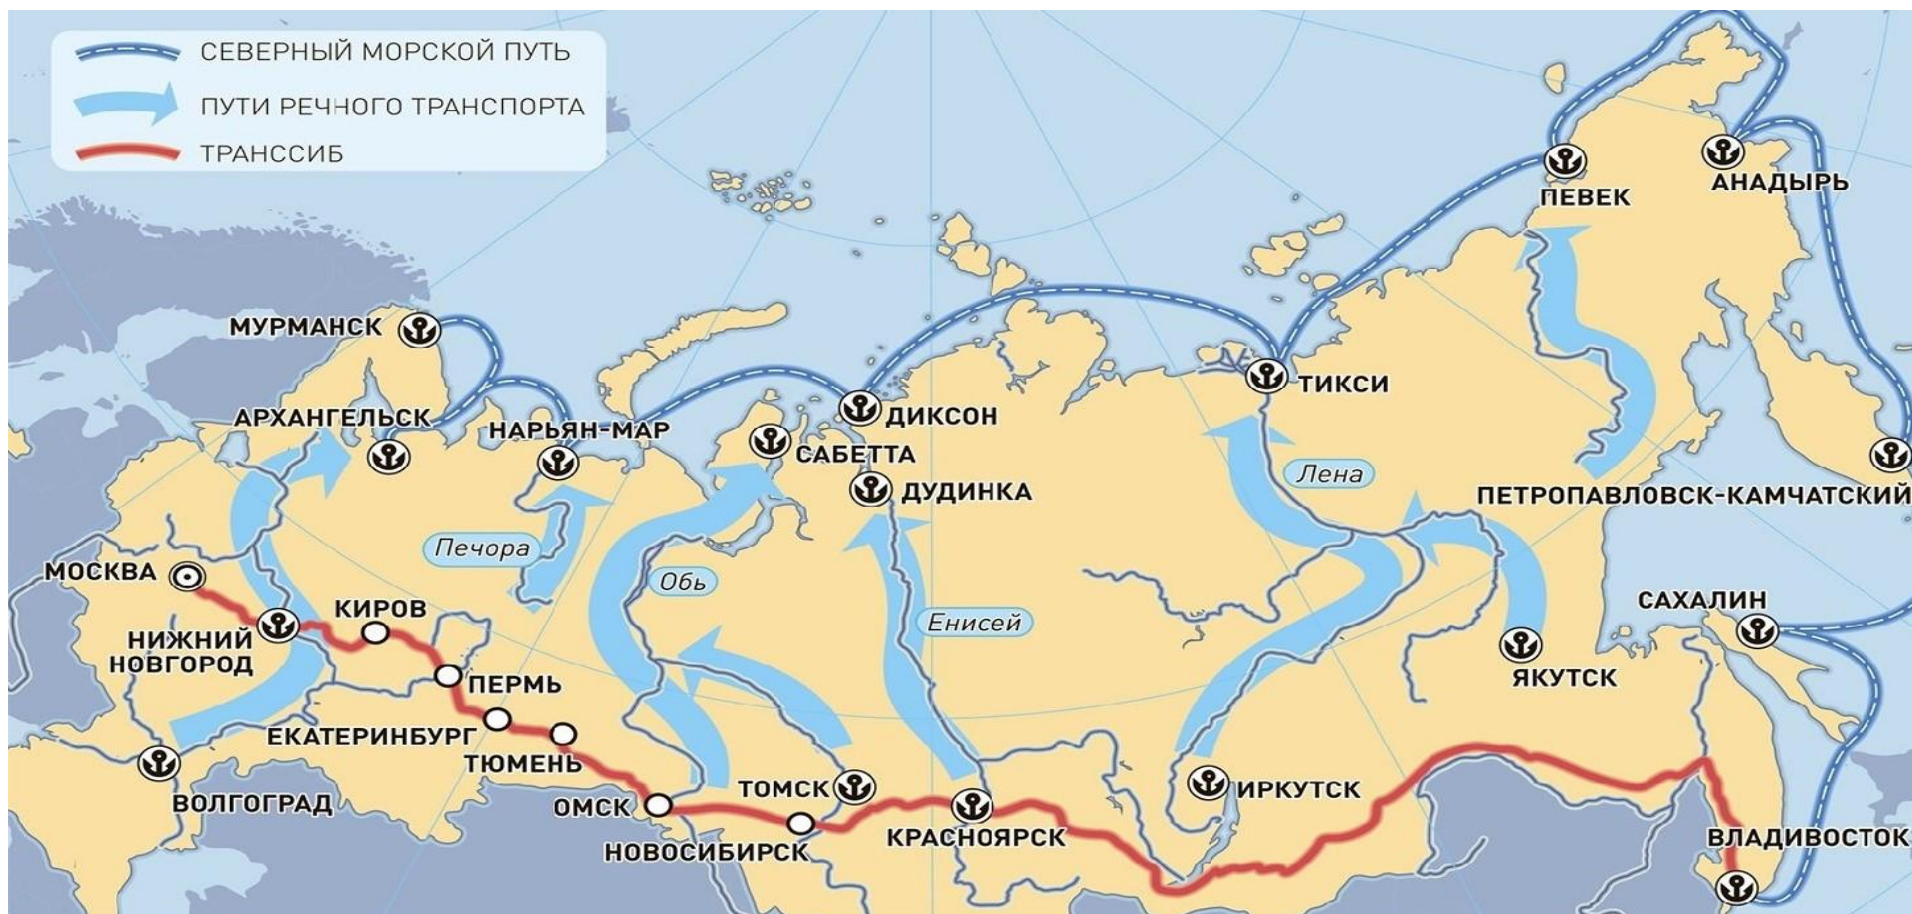 СЕВЕРНЫЙ МОРСКОЙ ПУТЬ
ПУТИ РЕЧНОГО ТРАНСПОРТА
ТРАНССИБ
ПЕВЕК
АНАДЫРЬ
МУРМАНСК
ТИКСИ
АРХАНГЕЛЬСК
НАРЬЯН-МАР
ДИКСОН
САБЕТТА
ДУДИНКА
Лена
ПЕТРОПАВЛОВСК-КАМЧАТСКИЙ
Печора
МОСКВА
Обь
КИРОВ
САХАЛИН
Енисей
НИЖНИЙ
НОВГОРОД
ПЕРМЬ
ЯКУТСК
ЕКАТЕРИНБУРГ
ТЮМЕНЬ
ВОЛГОГРАД
ОМСК
ТОМСК
ИРКУТСК
НОВОСИБИРСК
КРАСНОЯРСК
ВЛАДИВОСТОК